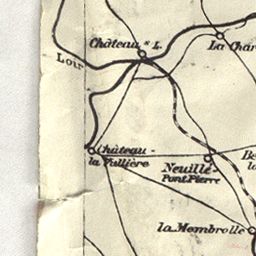 Château * L.
La Char
Loir
Château-
la Vallière
Neuillé-
Pont Pierre
Be
la
la Membrolle